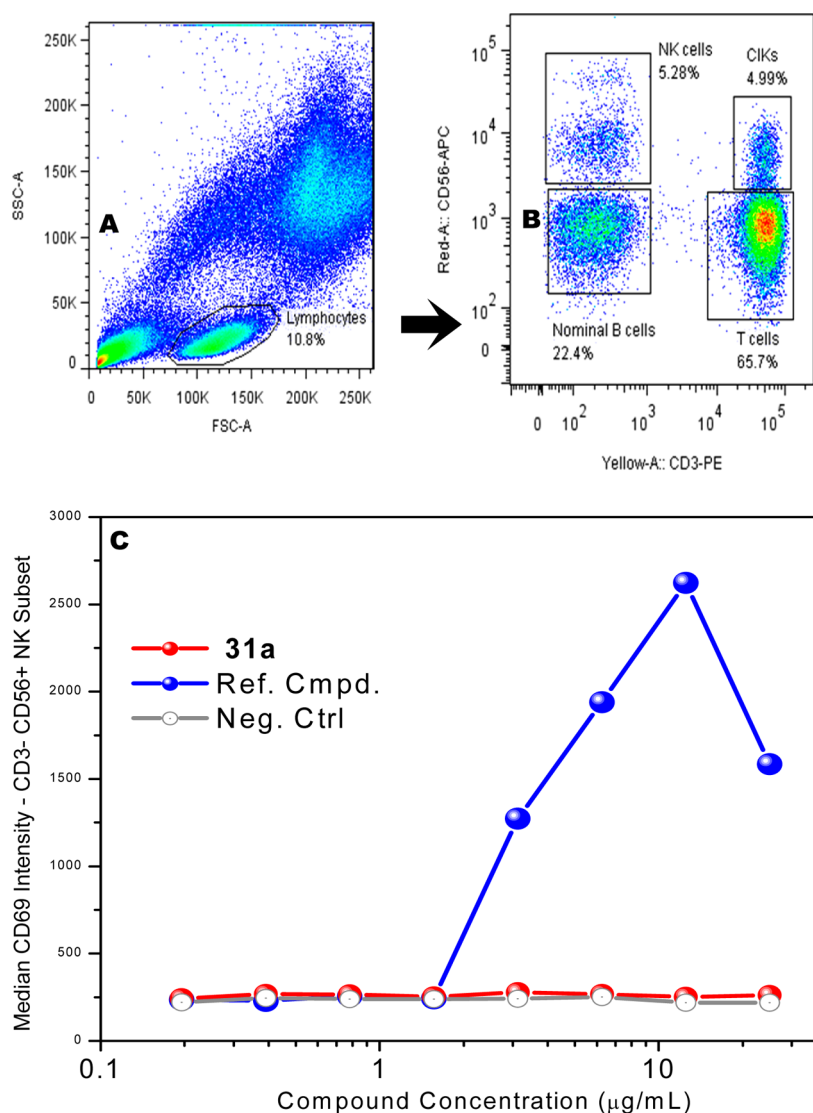 250K
200K
150K
100K
50K
0
SSC-A
A
Lymphocytes
10.8%
0 50K 100K 150K 200K 250K
FSC-A
NK cells
5.28%
CIKs
4.99%
10^5
10^4
10^3
10^2
0
Red-A:: CD56-APC
B
Nominal B cells
22.4%
T cells
65.7%
0 10^2 10^3 10^4 10^5
Yellow-A:: CD3-PE
C
3000
2500
2000
1500
1000
500
0
Median CD69 Intensity - CD3- CD56+ NK Subset
31a
Ref. Cmpd.
Neg. Ctrl
0.1 1 10
Compound Concentration (μg/mL)